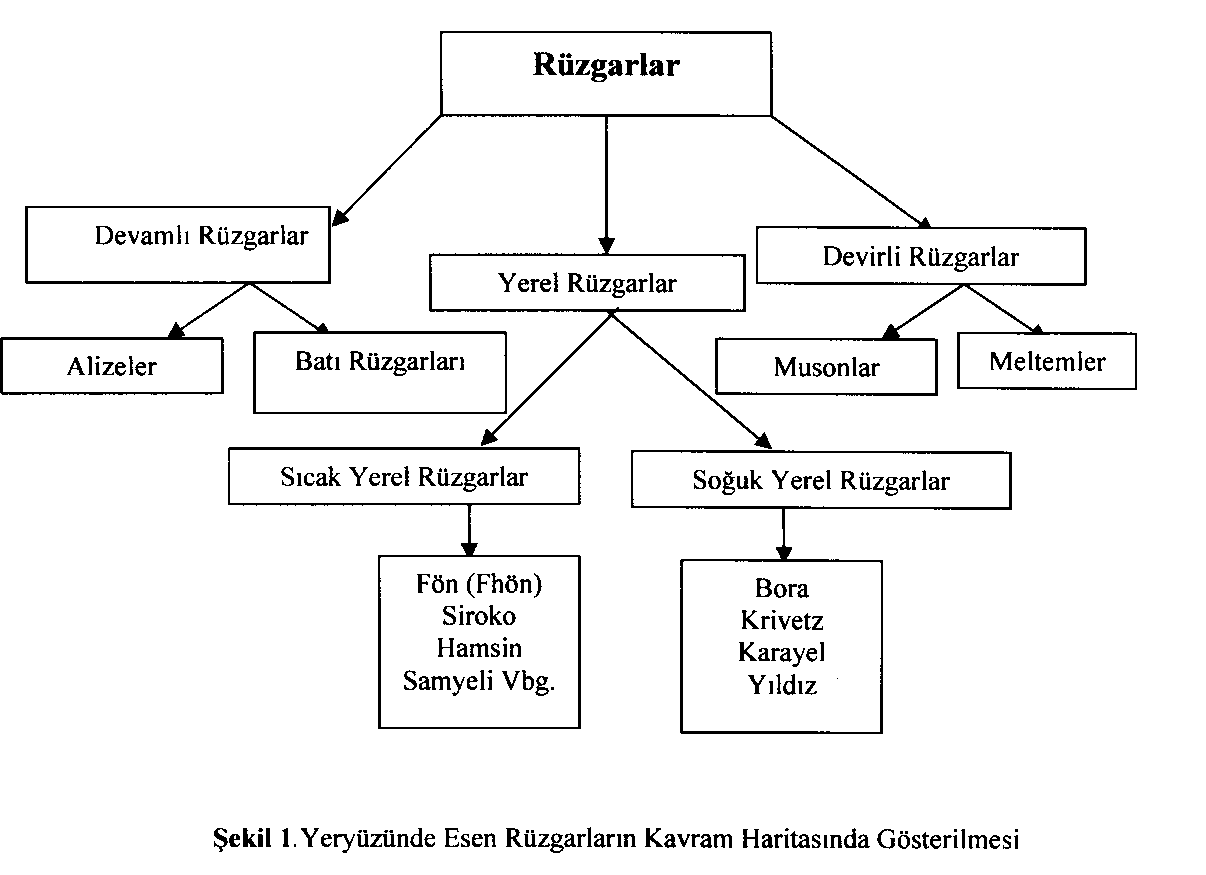 Rüzgarlar
Devamlı Rüzgarlar
Yerel Rüzgarlar
Devirli Rüzgarlar
Alizeler
Batı Rüzgarları
Musonlar
Meltemler
Sıcak Yerel Rüzgarlar
Soğuk Yerel Rüzgarlar
Fön (Fhön)
Siroko
Hamsin
Samyeli Vbg.
Bora
Krivetz
Karayel
Yıldız
Şekil 1. Yeryüzünde Esen Rüzgarların Kavram Haritasında Gösterilmesi